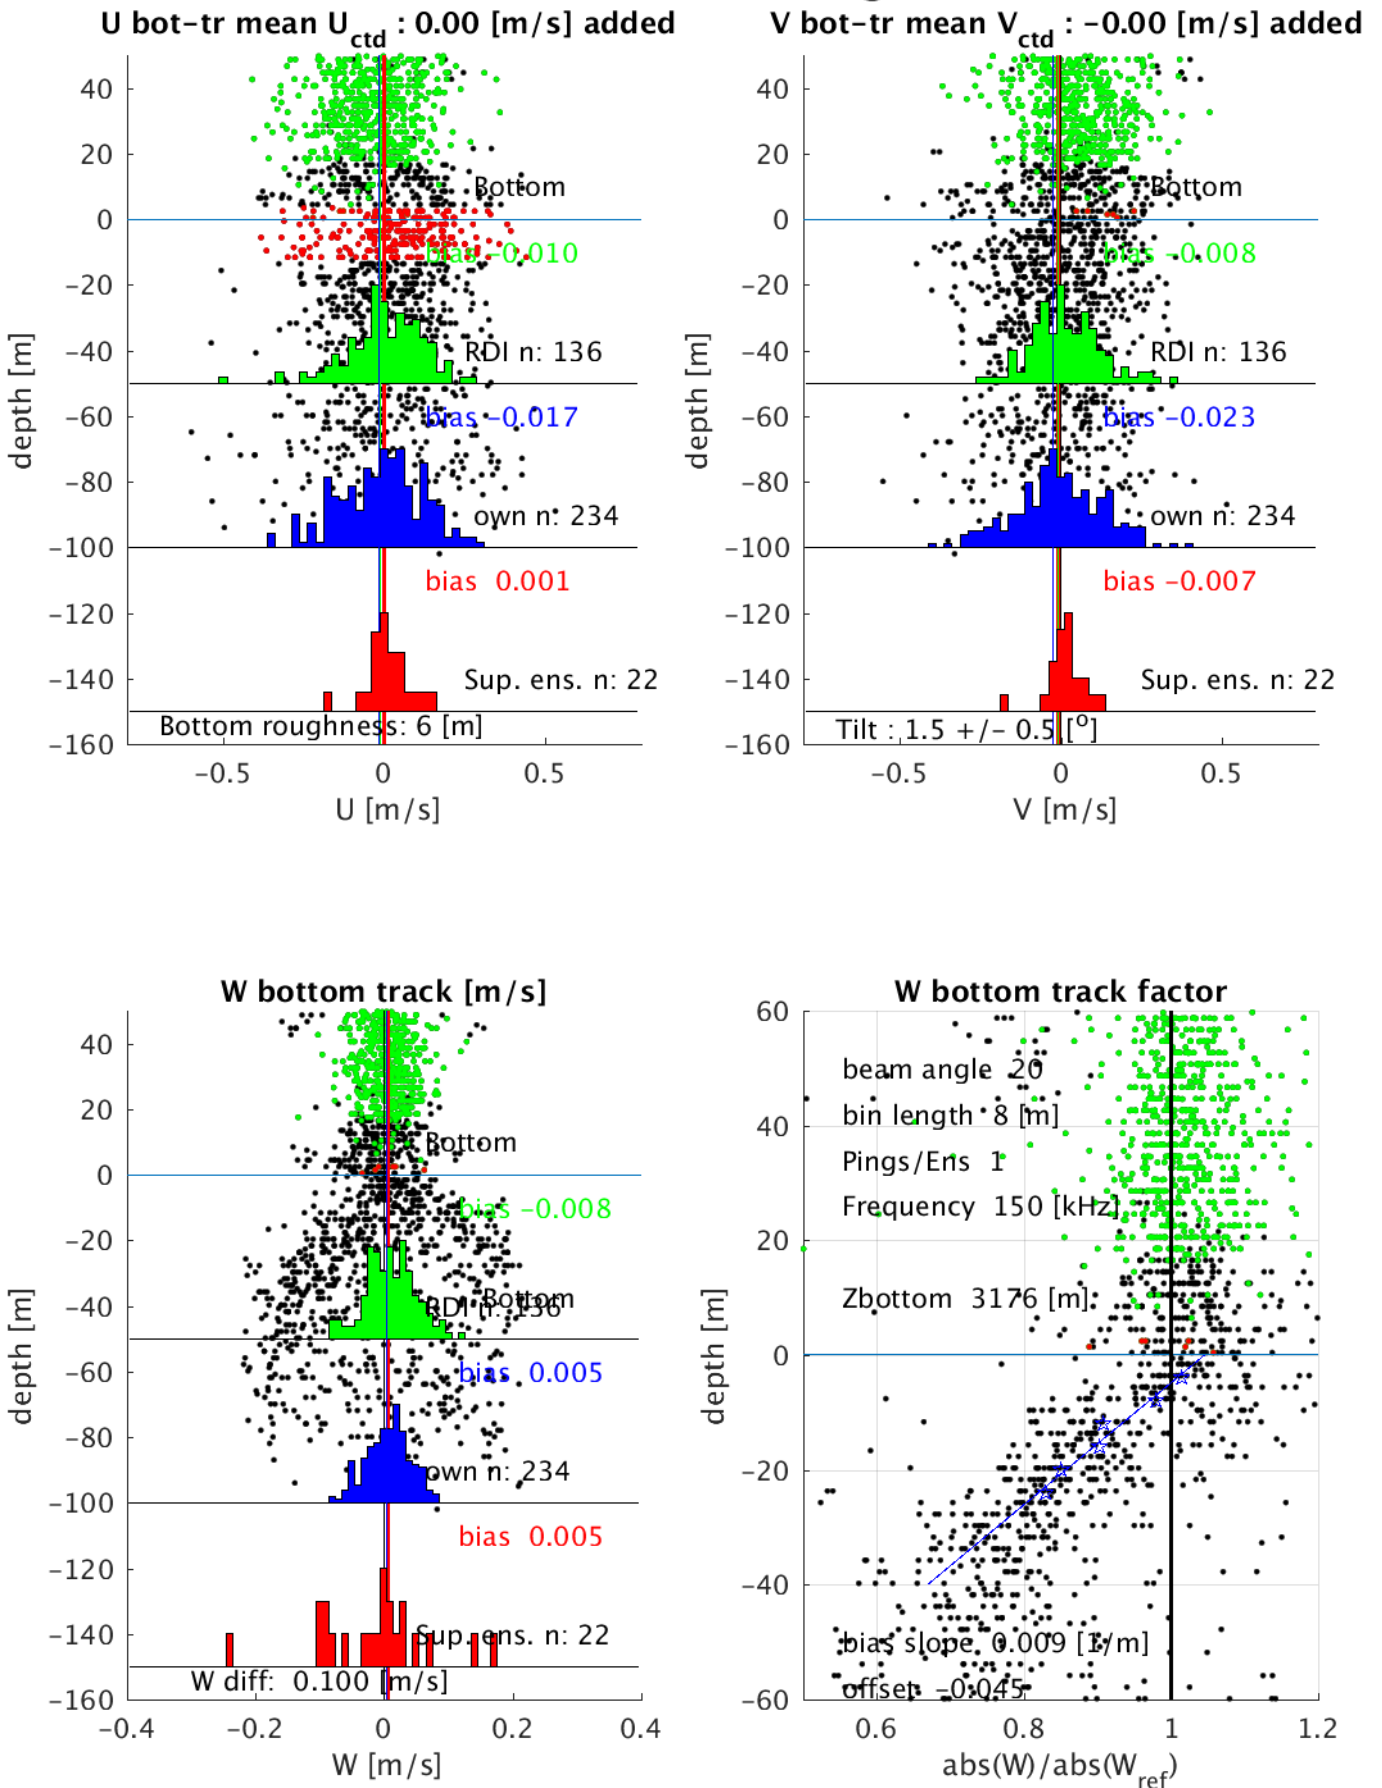 U bot-tr mean Uctd : 0.00 [m/s] added
40
20
0
-20
-40
-60
-80
-100
-120
-140
-160
depth [m]
Bottom
bias -0.010
RDI n: 136
bias -0.017
own n: 234
bias 0.001
Sup. ens. n: 22
Bottom roughness: 6 [m]
-0.5
0
0.5
U [m/s]
V bot-tr mean Vctd : -0.00 [m/s] added
40
20
0
-20
-40
-60
-80
-100
-120
-140
-160
depth [m]
Bottom
bias -0.008
RDI n: 136
bias -0.023
own n: 234
bias -0.007
Sup. ens. n: 22
Tilt : 1.5 +/- 0.5 [o]
-0.5
0
0.5
V [m/s]
W bottom track [m/s]
40
20
0
-20
-40
-60
-80
-100
-120
-140
-160
depth [m]
Bottom
bias -0.008
Bottom
RDI n: 136
bias 0.005
own n: 234
bias 0.005
Sup. ens. n: 22
W diff: 0.100 [m/s]
-0.4
-0.2
0
0.2
0.4
W [m/s]
W bottom track factor
60
40
20
0
-20
-40
-60
depth [m]
beam angle 20
bin length 8 [m]
Pings/Ens 1
Frequency 150 [kHz]
Zbottom 3176 [m]
bias slope 0.009 [1/m]
offset -0.045
0.6
0.8
1
1.2
abs(W)/abs(Wref)